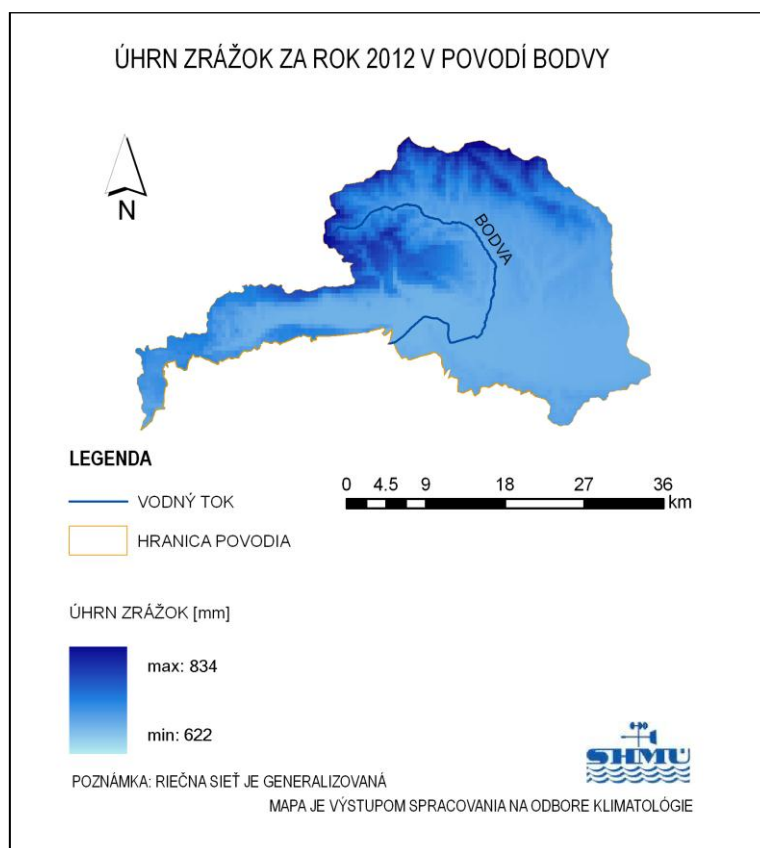 ÚHRN ZRÁŽOK ZA ROK 2012 V POVODÍ BODVY
N
BODVA
LEGENDA
VODNÝ TOK
HRANICA POVODIA
0 4.5 9 18 27 36
km
ÚHRN ZRÁŽOK [mm]
max: 834
min: 622
SHMÚ
POZNÁMKA: RIEČNA SIEŤ JE GENERALIZOVANÁ
MAPA JE VÝSTUPOM SPRACOVANIA NA ODBORE KLIMATOLÓGIE